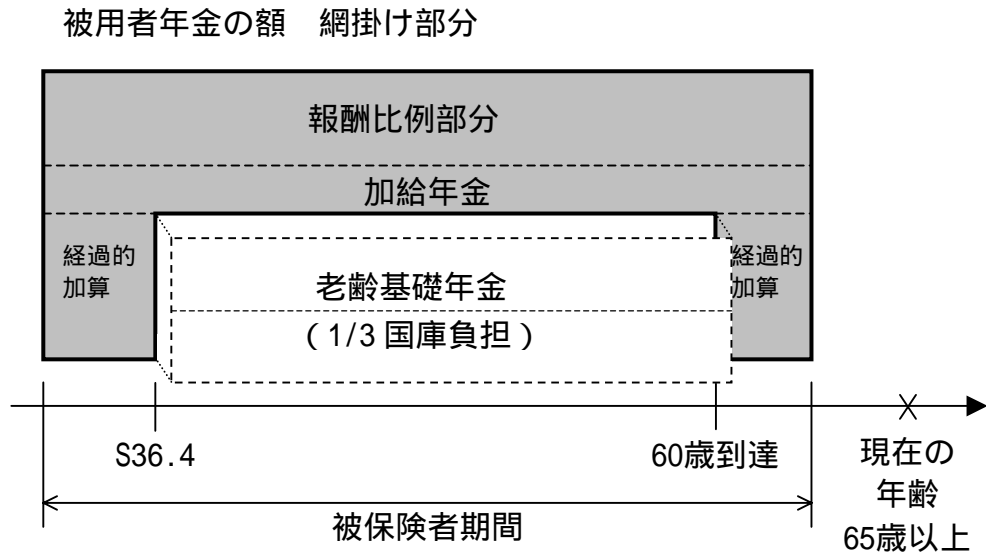 被用者年金の額　網掛け部分
報酬比例部分
加給年金
経過的
加算
老齢基礎年金
(1/3 国庫負担)
経過的
加算
S36.4
60歳到達
現在の
年齢
65歳以上
被保険者期間